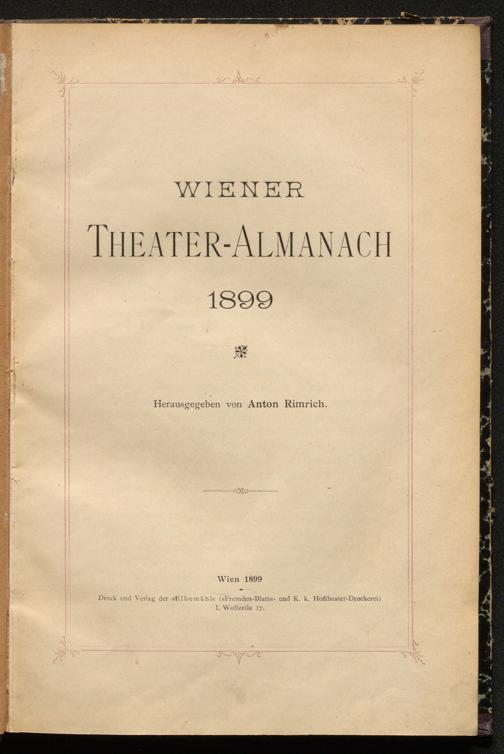 WIENER
THEATER-ALMANACH
1899
Herausgegeben von Anton Rimrich.
Wien 1899
Druck und Verlag der »Elbemühl« (»Fremden-Blatt«- und K. k. Hoftheater-Druckerei)
I. Wollzeile 17.